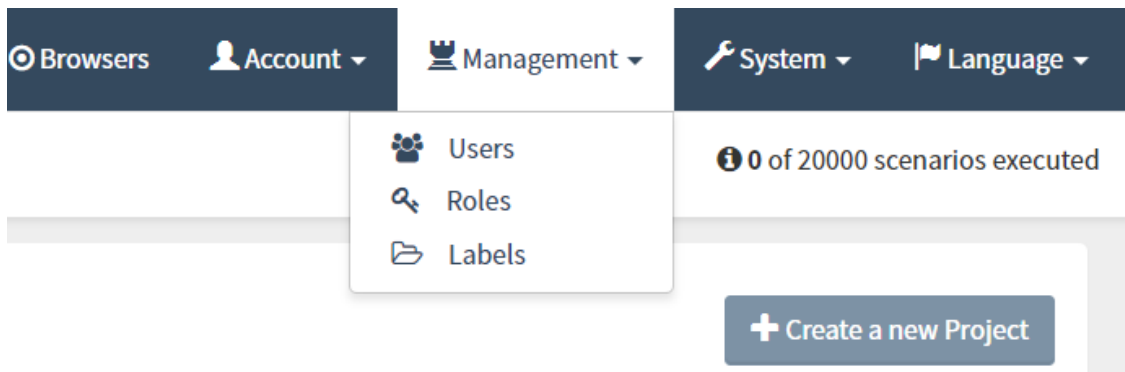 Browsers Account Management System Language
Users
0 of 20000 scenarios executed
Roles
Labels
Create a new Project